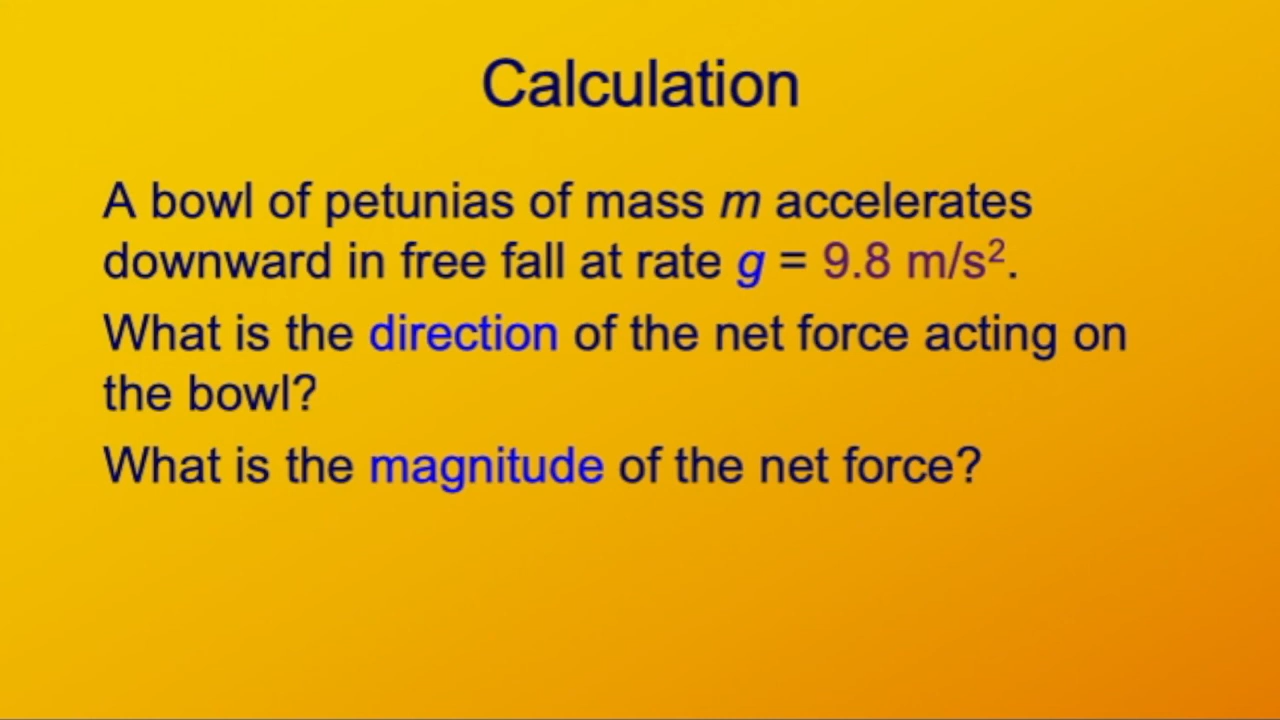 Calculation
A bowl of petunias of mass m accelerates
downward in free fall at rate g = 9.8 m/s².
What is the direction of the net force acting on
the bowl?
What is the magnitude of the net force?